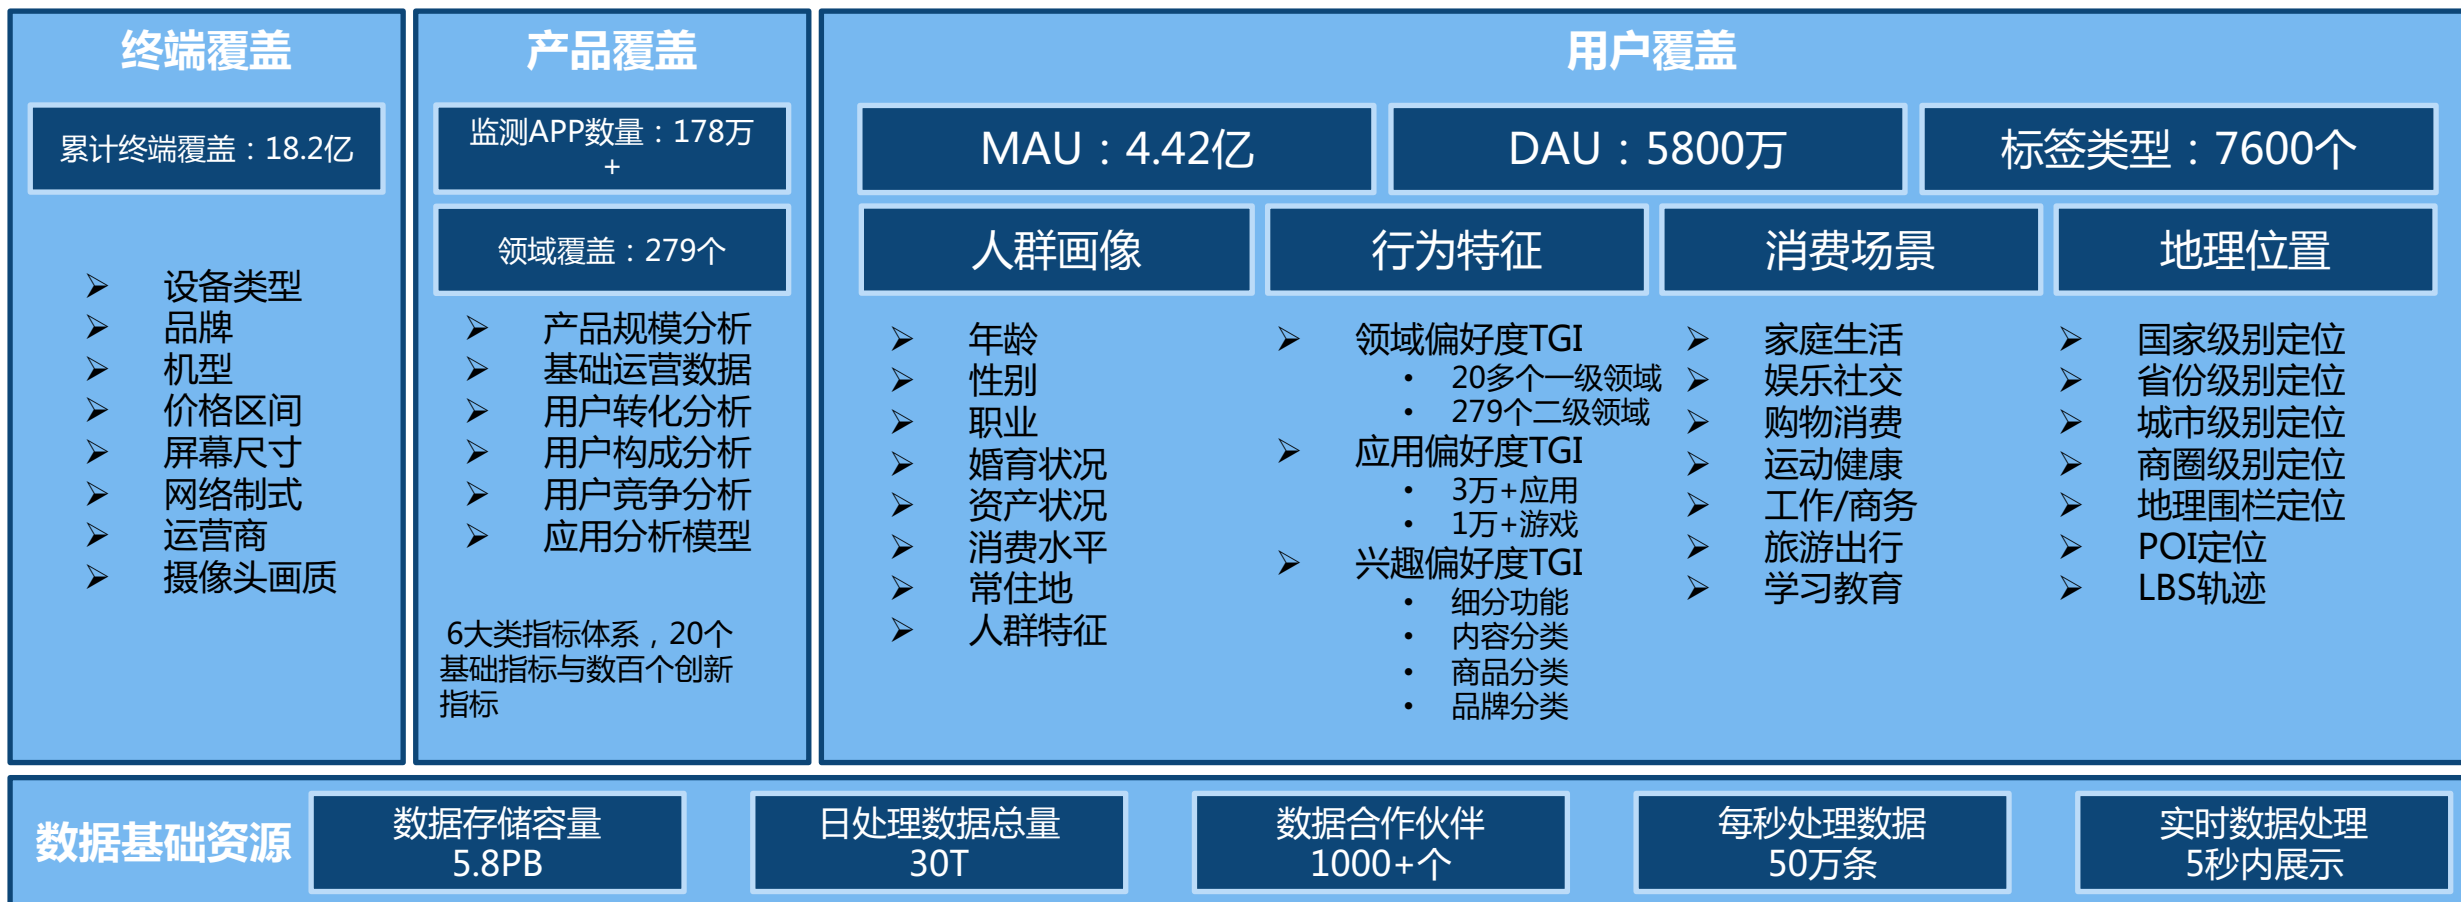 终端覆盖
累计终端覆盖：18.2亿
➢ 设备类型
➢ 品牌
➢ 机型
➢ 价格区间
➢ 屏幕尺寸
➢ 网络制式
➢ 运营商
➢ 摄像头画质
产品覆盖
监测APP数量：178万
+
领域覆盖：279个
➢ 产品规模分析
➢ 基础运营数据
➢ 用户转化分析
➢ 用户构成分析
➢ 用户竞争分析
➢ 应用分析模型
6大类指标体系，20个
基础指标与数百个创新
指标
用户覆盖
MAU：4.42亿
DAU：5800万
标签类型：7600个
人群画像
➢ 年龄
➢ 性别
➢ 职业
➢ 婚育状况
➢ 资产状况
➢ 消费水平
➢ 常住地
➢ 人群特征
行为特征
➢ 领域偏好度TGI
• 20多个一级领域
• 279个二级领域
➢ 应用偏好度TGI
• 3万+应用
• 1万+游戏
➢ 兴趣偏好度TGI
• 细分功能
• 内容分类
• 商品分类
• 品牌分类
消费场景
➢ 家庭生活
➢ 娱乐社交
➢ 购物消费
➢ 运动健康
➢ 工作/商务
➢ 旅游出行
➢ 学习教育
地理位置
➢ 国家级别定位
➢ 省份级别定位
➢ 城市级别定位
➢ 商圈级别定位
➢ 地理围栏定位
➢ POI定位
➢ LBS轨迹
数据基础资源
数据存储容量
5.8PB
日处理数据总量
30T
数据合作伙伴
1000+个
每秒处理数据
50万条
实时数据处理
5秒内展示